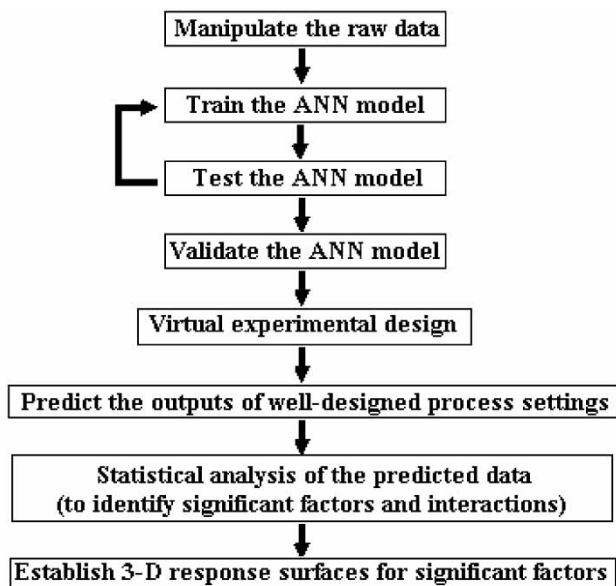 Manipulate the raw data
Train the ANN model
Test the ANN model
Validate the ANN model
Virtual experimental design
Predict the outputs of well-designed process settings
Statistical analysis of the predicted data
(to identify significant factors and interactions)
Establish 3-D response surfaces for significant factors